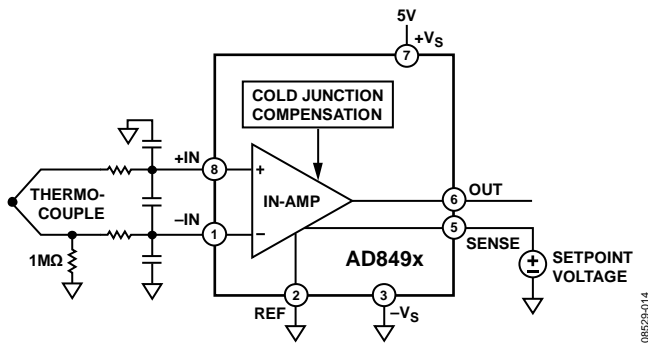 5V
+VS
7
COLD JUNCTION
COMPENSATION
+IN
8
+
THERMO-
COUPLE
IN-AMP
6
OUT
–IN
1
–
5
SENSE
1MΩ
AD849x
+
–
SETPOINT
VOLTAGE
2
3
REF
–VS
08529-014